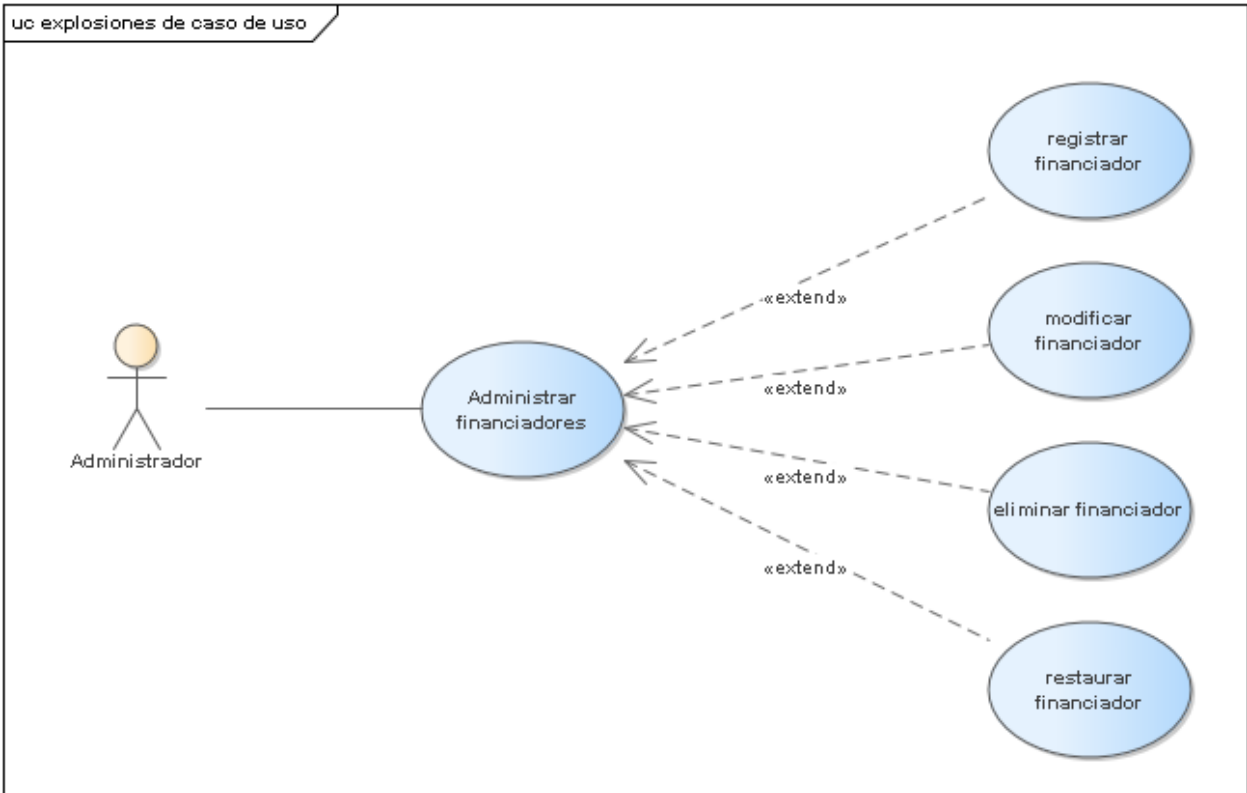 uc explosiones de caso de uso
registrar
financiador
«extend»
modificar
financiador
«extend»
Administrar
financiadores
Administrador
«extend»
eliminar financiador
«extend»
restaurar
financiador